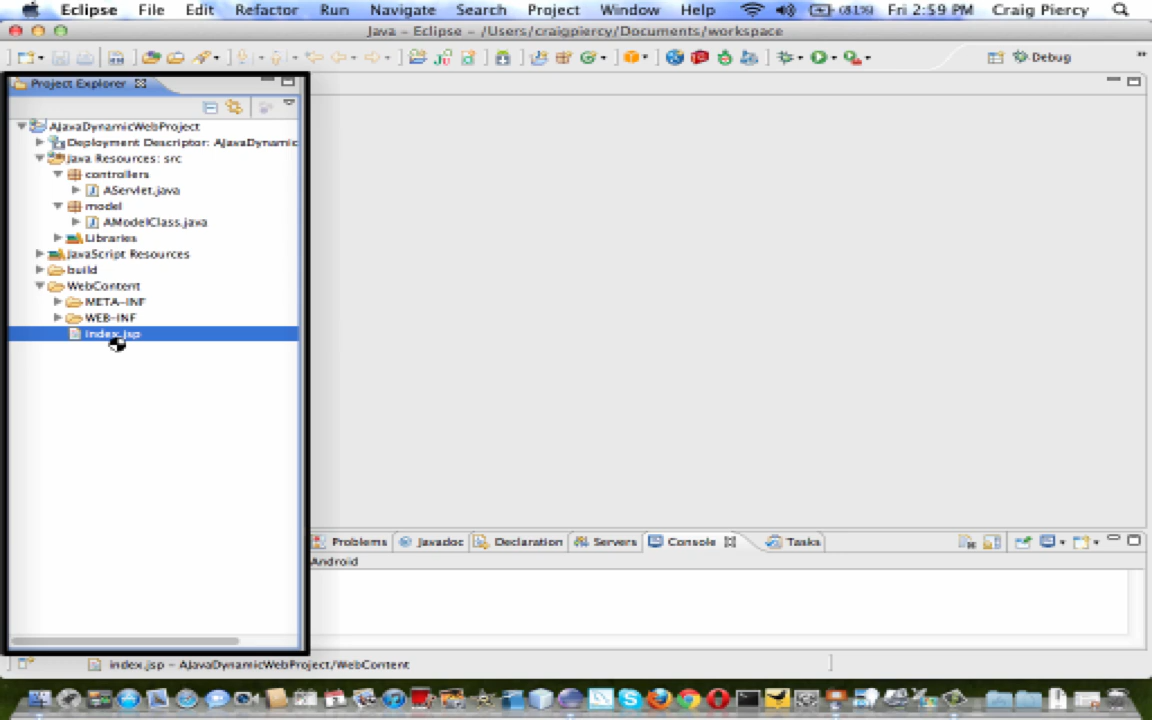 Eclipse File Edit Refactor Run Navigate Search Project Window Help (81%) Fri 2:59 PM Craig Piercy
Java – Eclipse – /Users/craigpiercy/Documents/workspace
Debug
Project Explorer
AJavaDynamicWebProject
Deployment Descriptor: AJavaDynamic
Java Resources: src
controllers
AServlet.java
model
AModelClass.java
Libraries
JavaScript Resources
build
WebContent
META-INF
WEB-INF
index.jsp
Problems Javadoc Declaration Servers Console Tasks
Android
index.jsp – AJavaDynamicWebProject/WebContent